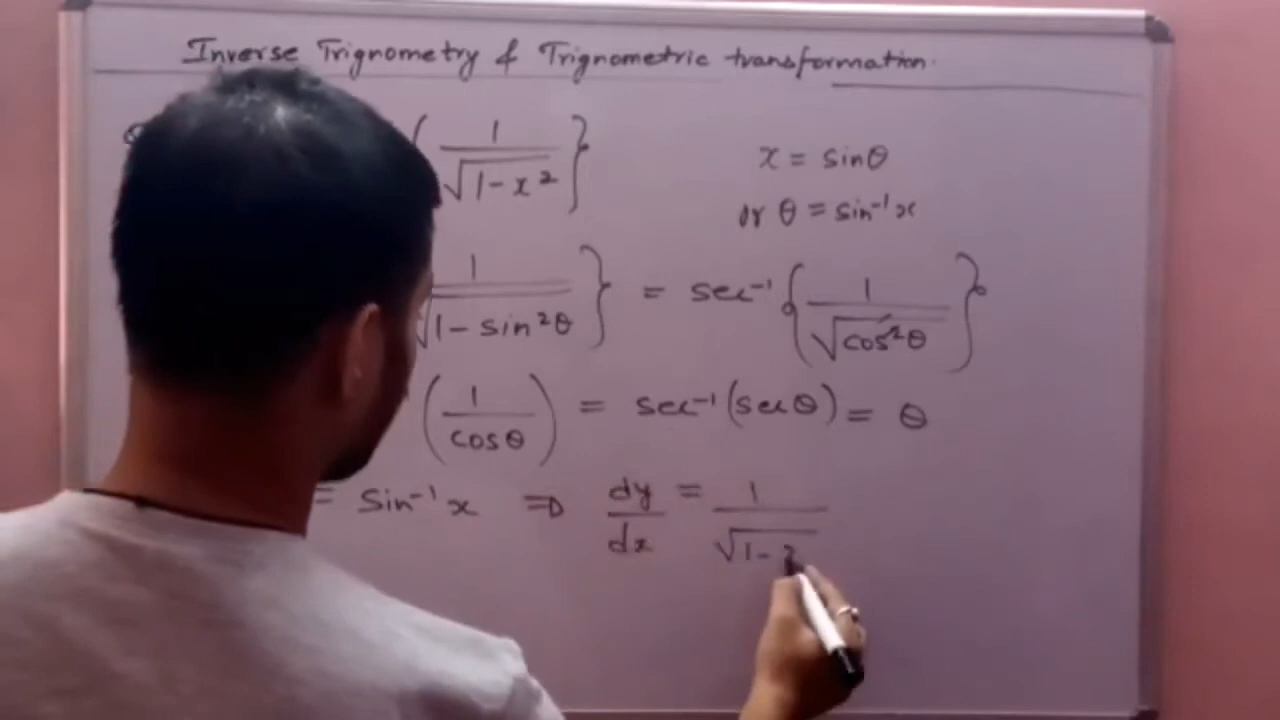 Inverse Trignometry & Trignometric transformation.
{ 1 / √(1 - x²) } x = sinθ
or θ = sin⁻¹x
1 / √(1 - sin²θ) } = sec⁻¹ { 1 / √(cos²θ) }
( 1 / cosθ ) = sec⁻¹(secθ) = θ
= Sin⁻¹x ⇒ dy/dx = 1 / √(1 -